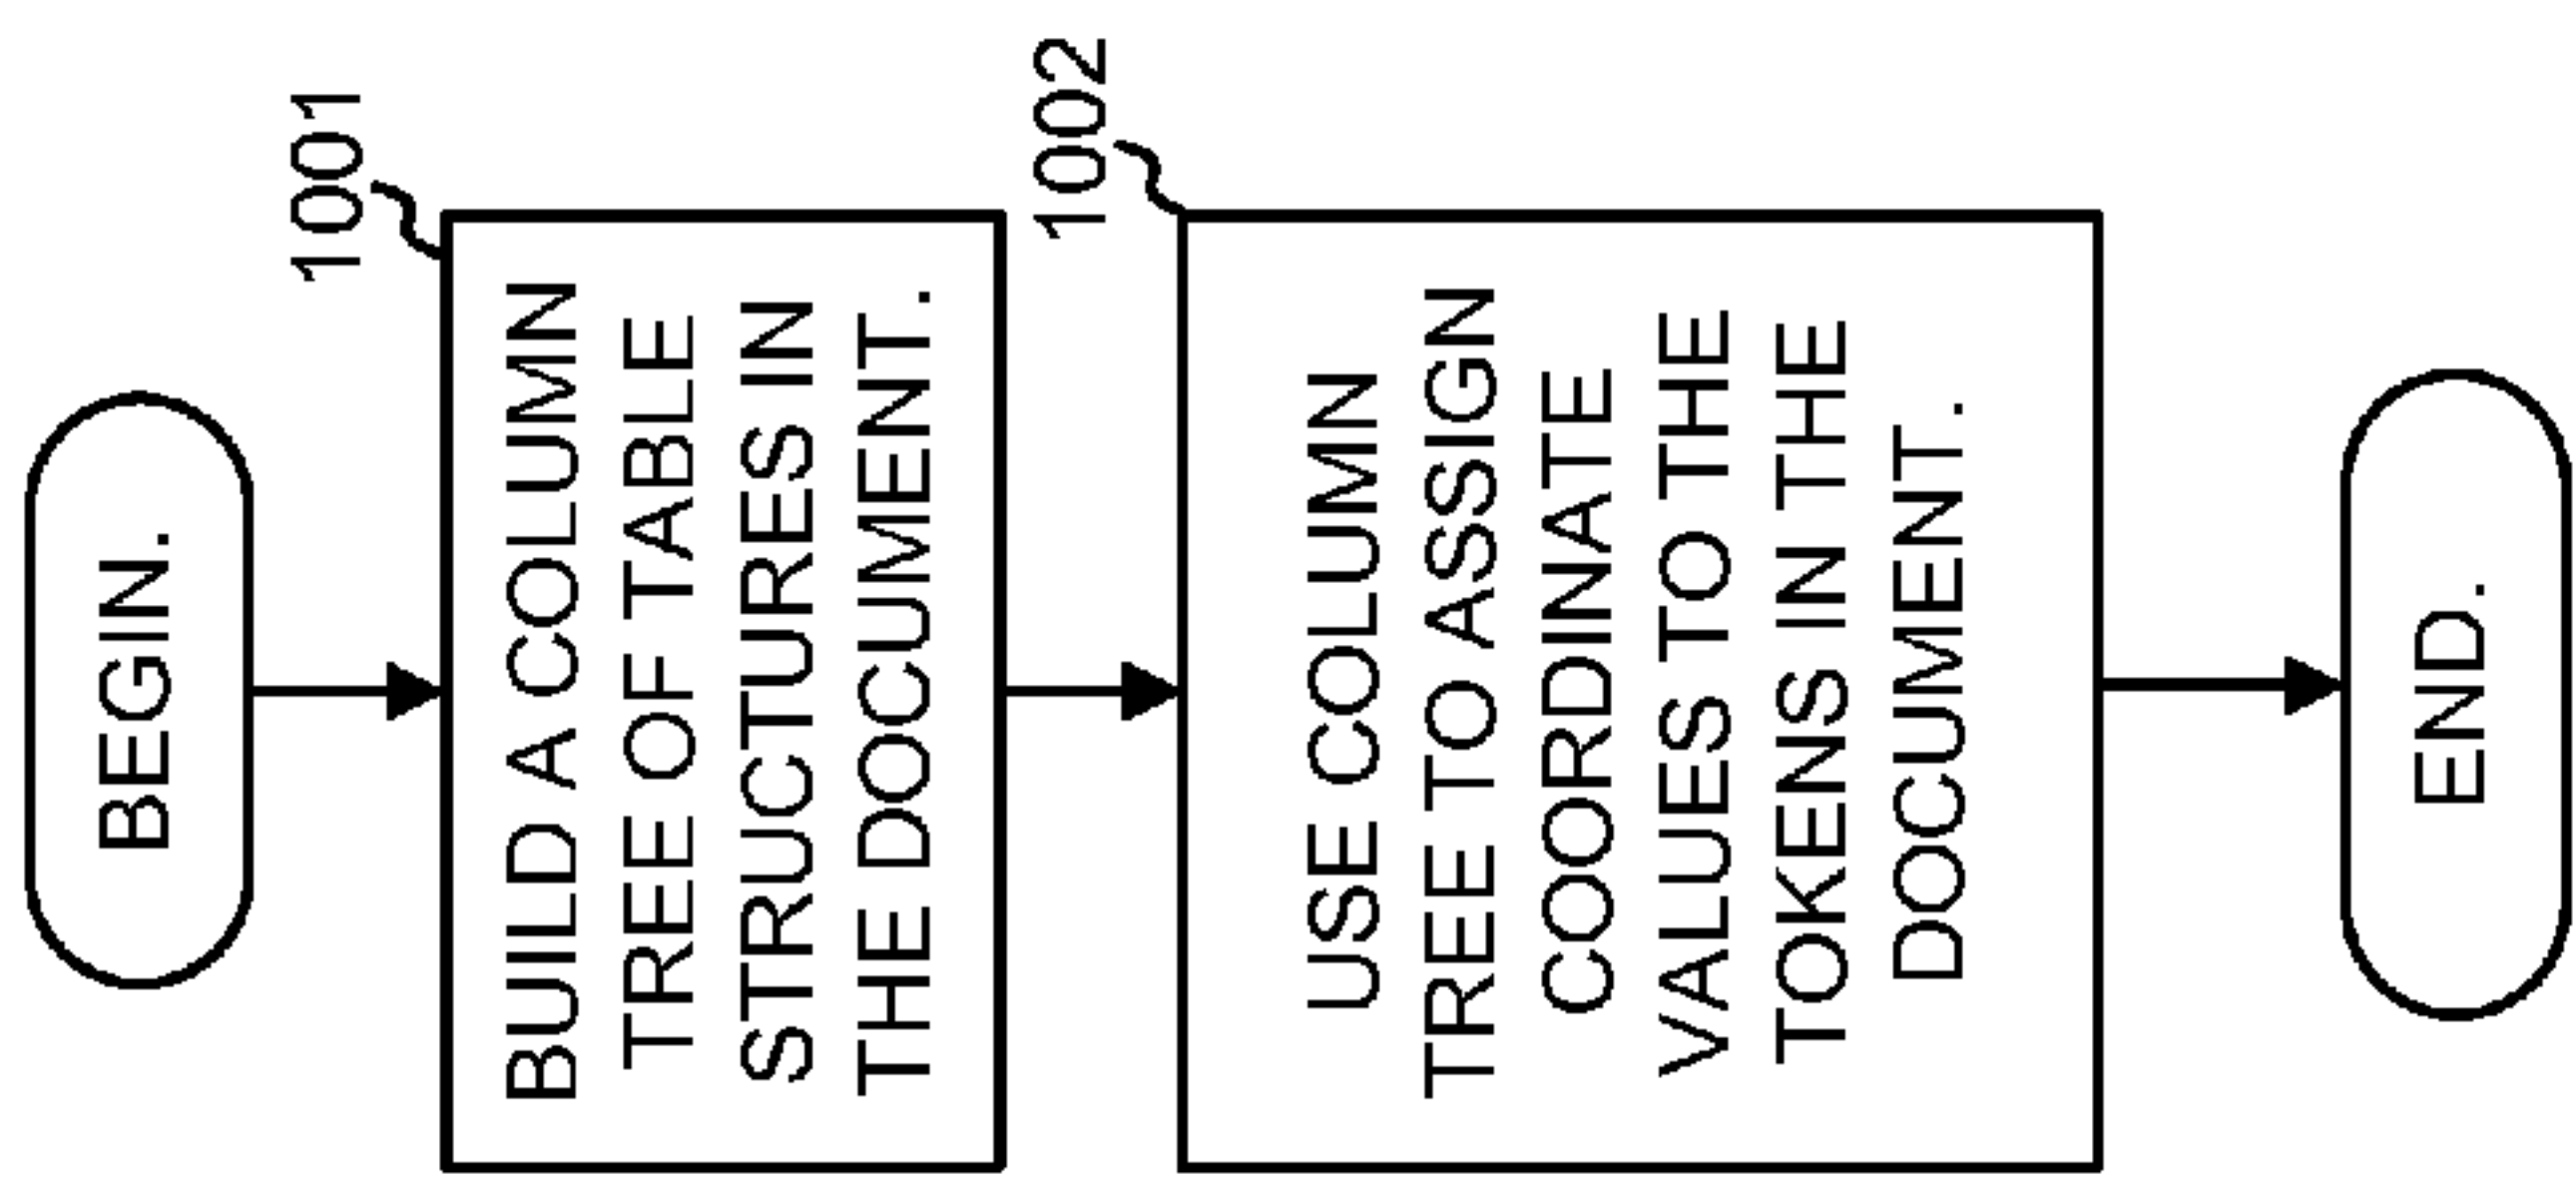 BEGIN.
1001
BUILD A COLUMN
TREE OF TABLE
STRUCTURES IN
THE DOCUMENT.
1002
USE COLUMN
TREE TO ASSIGN
COORDINATE
VALUES TO THE
TOKENS IN THE
DOCUMENT.
END.